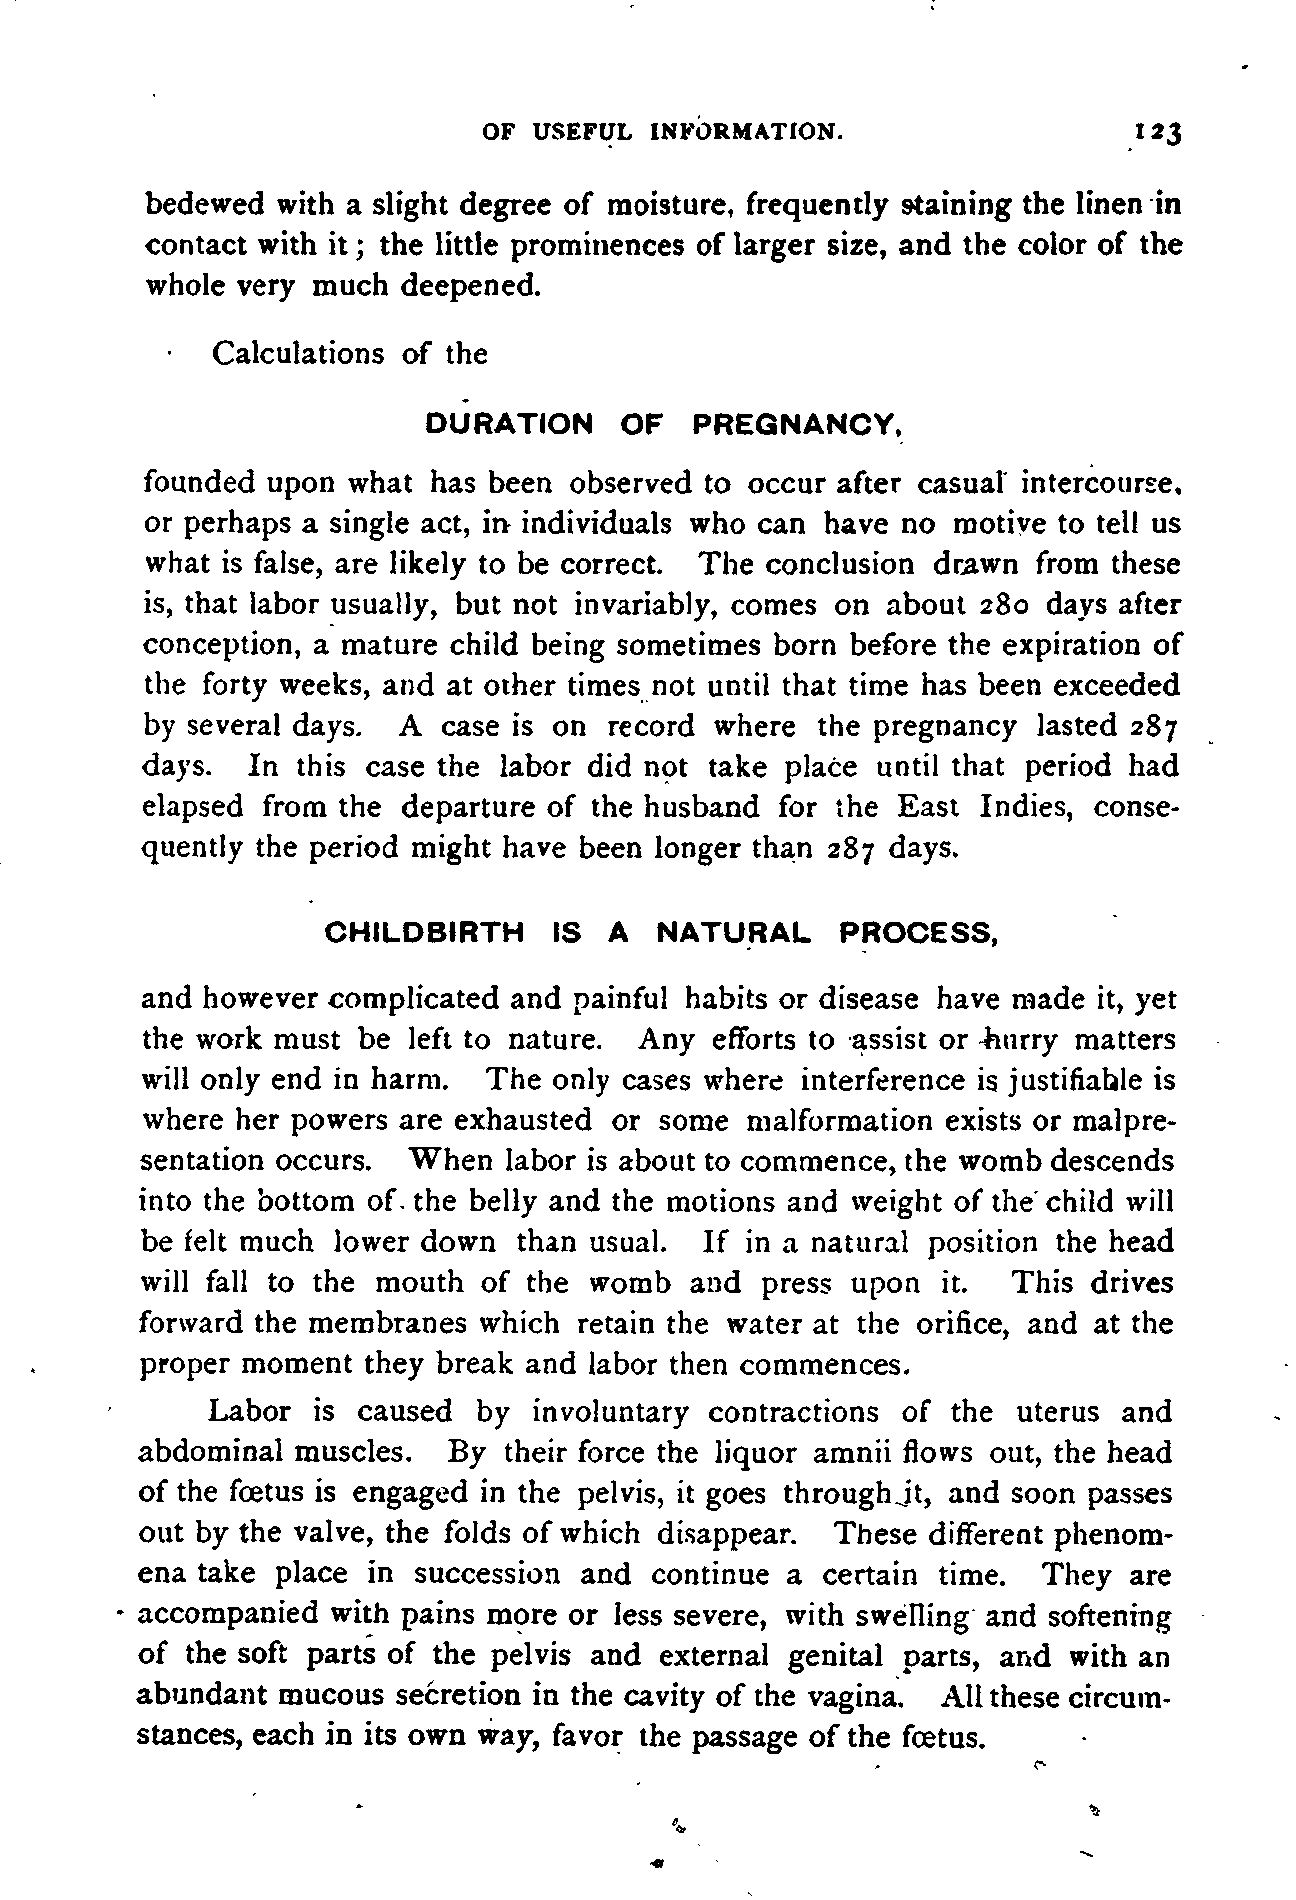 OF USEFUL INFORMATION. 123
bedewed with a slight degree of moisture, frequently staining the linen in
contact with it; the little prominences of larger size, and the color of the
whole very much deepened.
Calculations of the
DURATION OF PREGNANCY,
founded upon what has been observed to occur after casual intercourse,
or perhaps a single act, in individuals who can have no motive to tell us
what is false, are likely to be correct. The conclusion drawn from these
is, that labor usually, but not invariably, comes on about 280 days after
conception, a mature child being sometimes born before the expiration of
the forty weeks, and at other times not until that time has been exceeded
by several days. A case is on record where the pregnancy lasted 287
days. In this case the labor did not take place until that period had
elapsed from the departure of the husband for the East Indies, conse-
quently the period might have been longer than 287 days.
CHILDBIRTH IS A NATURAL PROCESS,
and however complicated and painful habits or disease have made it, yet
the work must be left to nature. Any efforts to assist or hurry matters
will only end in harm. The only cases where interference is justifiable is
where her powers are exhausted or some malformation exists or malpre-
sentation occurs. When labor is about to commence, the womb descends
into the bottom of the belly and the motions and weight of the child will
be felt much lower down than usual. If in a natural position the head
will fall to the mouth of the womb and press upon it. This drives
forward the membranes which retain the water at the orifice, and at the
proper moment they break and labor then commences.
Labor is caused by involuntary contractions of the uterus and
abdominal muscles. By their force the liquor amnii flows out, the head
of the fœtus is engaged in the pelvis, it goes through it, and soon passes
out by the valve, the folds of which disappear. These different phenom-
ena take place in succession and continue a certain time. They are
accompanied with pains more or less severe, with swelling and softening
of the soft parts of the pelvis and external genital parts, and with an
abundant mucous secretion in the cavity of the vagina. All these circum-
stances, each in its own way, favor the passage of the fœtus.